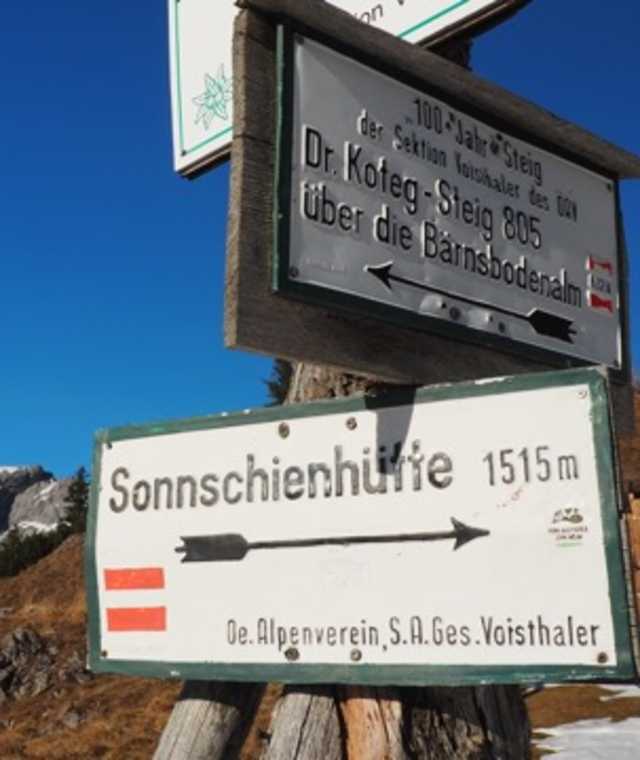 100 Jahr Steig
der Sektion Voisthaler des ÖAV
Dr. Koteg-Steig 805
über die Bärnsbodenalm
Sonnschienhütte 1515m
Oe.Alpenverein,S.A.Ges.Voisthaler